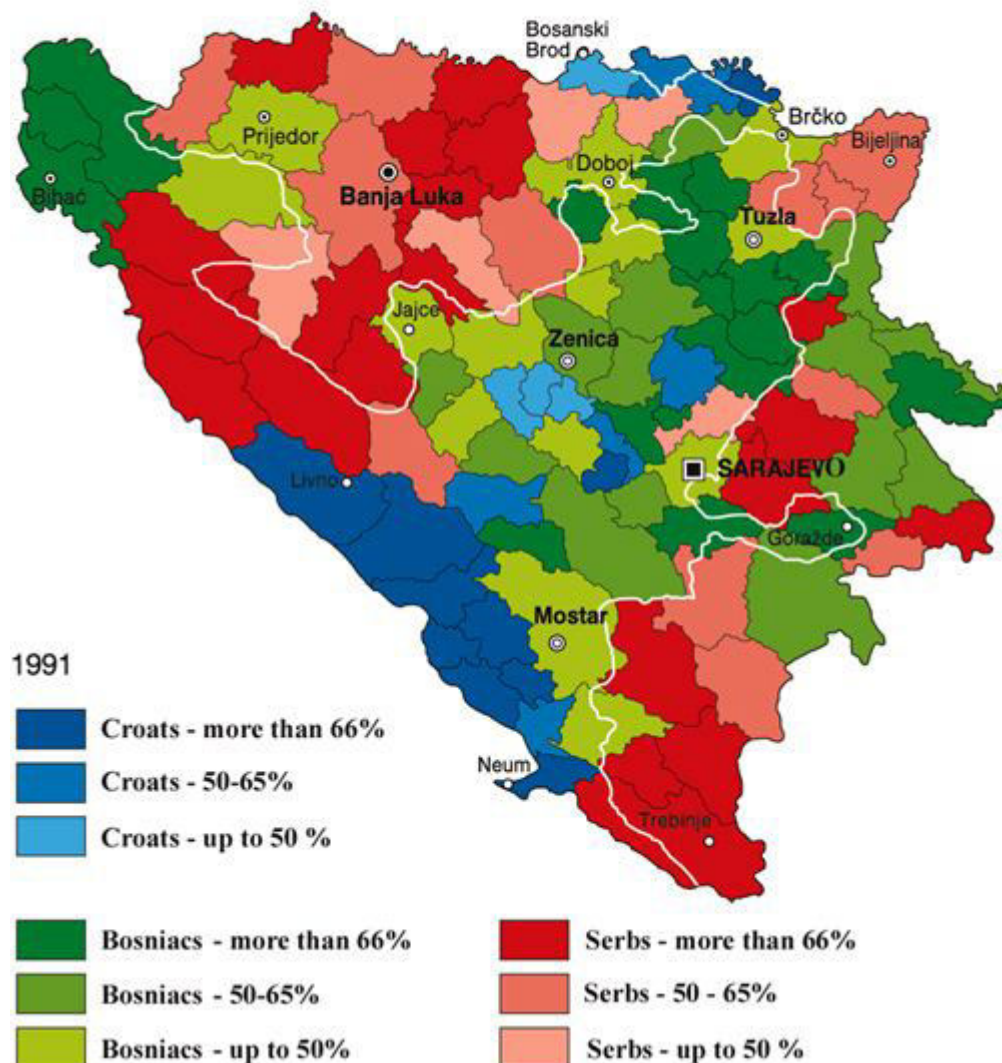 Bosanski
Brod
Brčko
Prijedor
Bijeljina
Doboj
Bihać
Banja Luka
Tuzla
Jajce
Zenica
SARAJEVO
Livno
Goražde
Mostar
1991
Croats - more than 66%
Croats - 50-65%
Neum
Croats - up to 50 %
Trebinje
Bosniacs - more than 66%
Bosniacs - 50-65%
Bosniacs - up to 50%
Serbs - more than 66%
Serbs - 50 - 65%
Serbs - up to 50 %